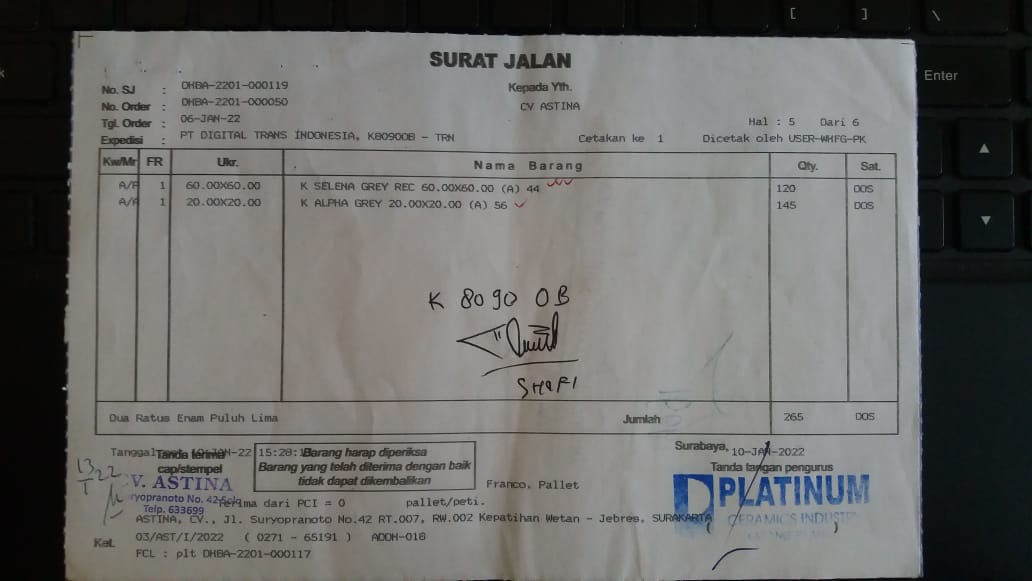 SURAT JALAN
No. SJ : DHBA-2201-000119
Kepada Yth.
No. Order : DHBA-2201-000050
CV ASTINA
Tgl. Order : 06-JAN-22
Hal : 5 Dari 6
Expedisi : PT DIGITAL TRANS INDONESIA, K8090OB - TRN
Cetakan ke 1 Dicetak oleh USER-WHFG-PK
Kw/Mr FR Ukr. Nama Barang Qty. Sat.
A/P 1 60.00X60.00 K SELENA GREY REC 60.00X60.00 (A) 44 120 DOS
A/A 1 20.00X20.00 K ALPHA GREY 20.00X20.00 (A) 56 145 DOS
K 8090 OB
SHOFI
Dua Ratus Enam Puluh Lima Jumlah 265 DOS
Tanggal 10-JAN-22 15:28:
Tanda terima
cap/stempel
Barang harap diperiksa
Barang yang telah diterima dengan baik
tidak dapat dikembalikan
Surabaya, 10-JAN-2022
Tanda tangan pengurus
13/1 22
CV. ASTINA
Suryopranoto No. 42 Solo
Telp. 633699
Franco, Pallet
PLATINUM
CERAMICS INDUSTRY
Terima dari PCI = 0 pallet/peti.
ASTINA, CV., Jl. Suryopranoto No.42 RT.007, RW.002 Kepatihan Wetan - Jebres, SURAKARTA
( )
Ket. 03/AST/I/2022 ( 0271 - 65191 ) ADDH-018
FCL : plt DHBA-2201-000117
Enter
[
]
\